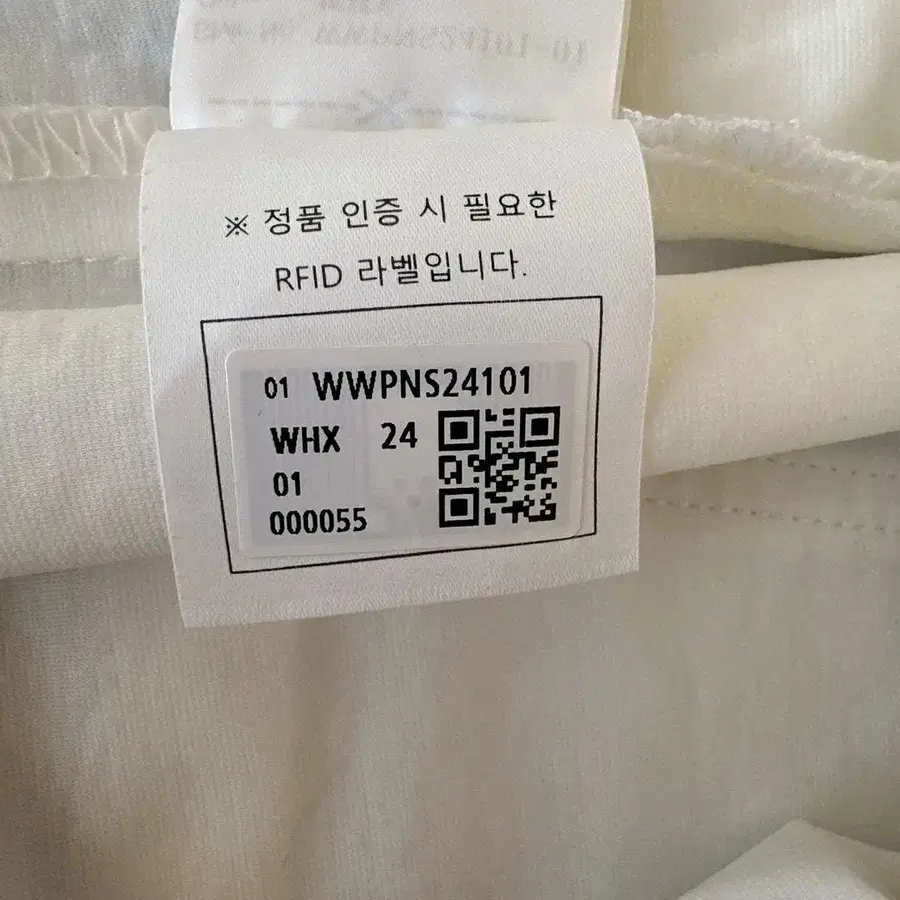 ※ 정품 인증 시 필요한
RFID 라벨입니다.
01 WWPNS24101
WHX 24
01
000055